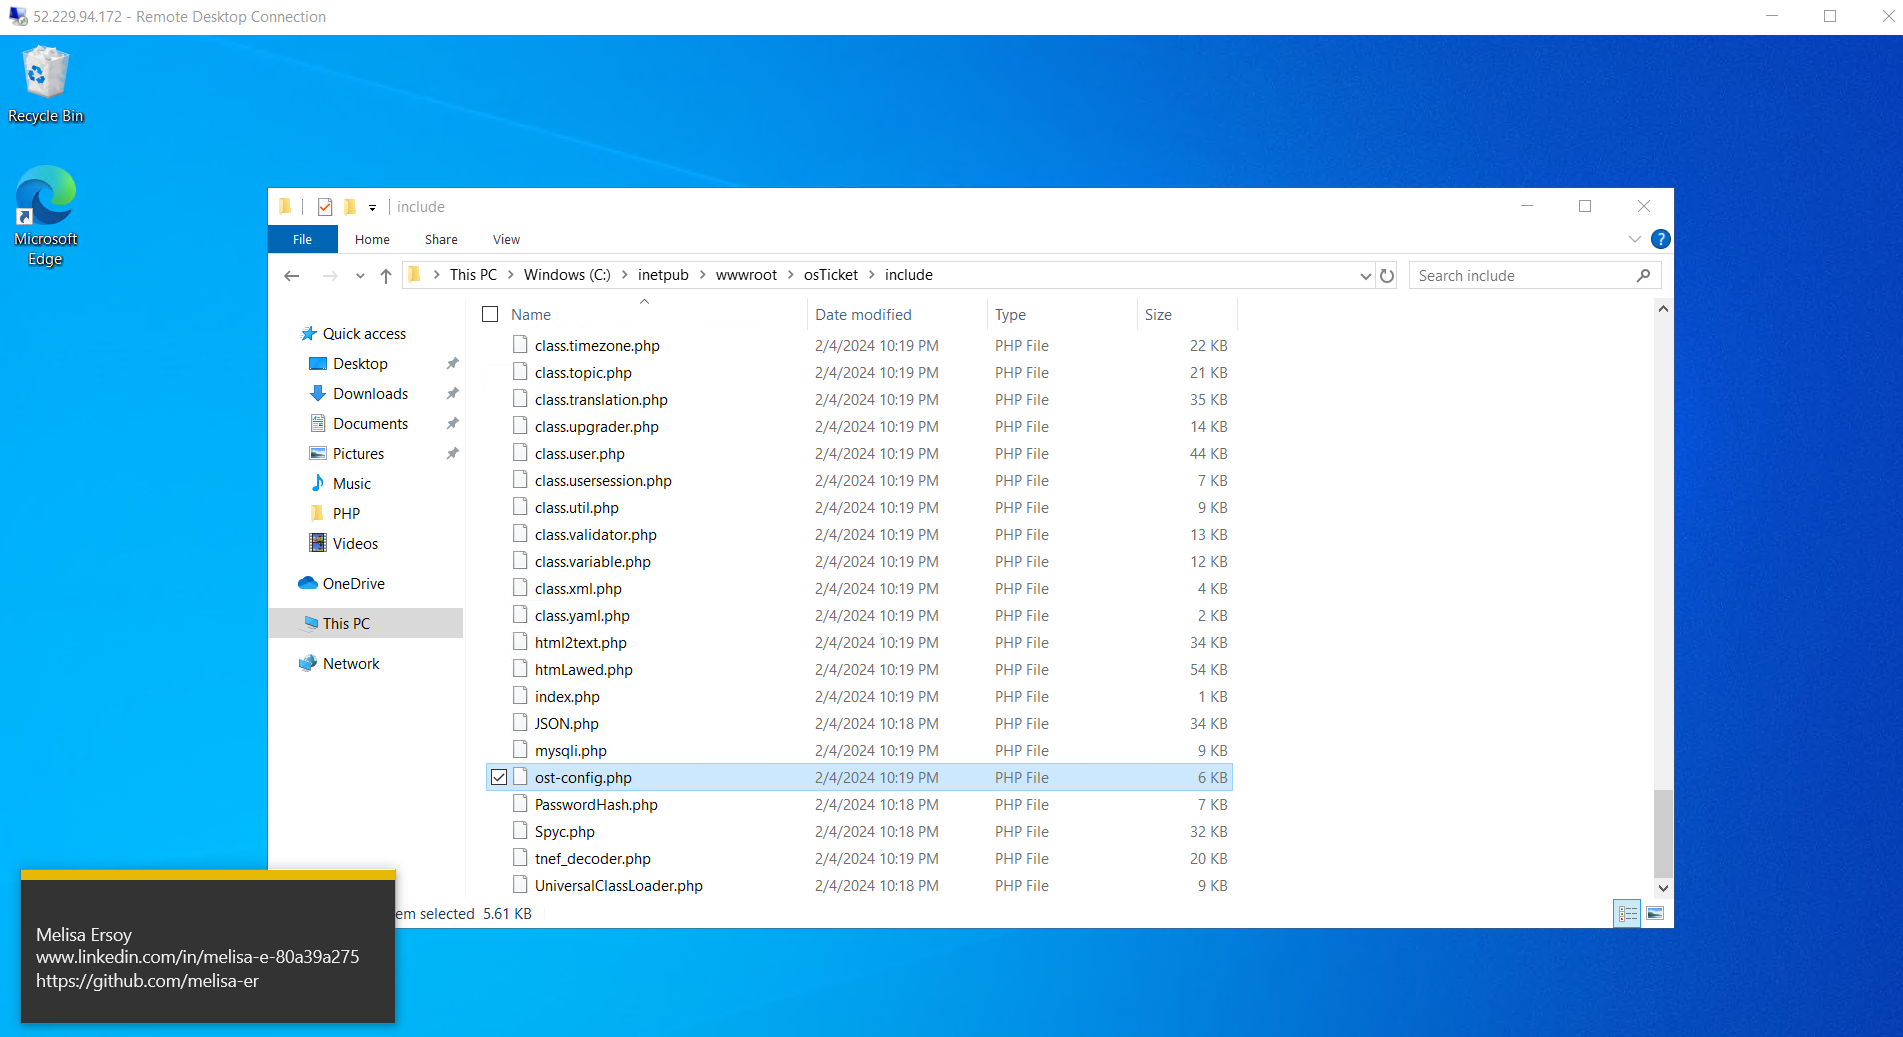 52.229.94.172 - Remote Desktop Connection
Recycle Bin
Microsoft
Edge
include
File Home Share View
This PC Windows (C:) inetpub wwwroot osTicket include
Search include
Quick access
Desktop
Downloads
Documents
Pictures
Music
PHP
Videos
OneDrive
This PC
Network
Name Date modified Type Size
class.timezone.php 2/4/2024 10:19 PM PHP File 22 KB
class.topic.php 2/4/2024 10:19 PM PHP File 21 KB
class.translation.php 2/4/2024 10:19 PM PHP File 35 KB
class.upgrader.php 2/4/2024 10:19 PM PHP File 14 KB
class.user.php 2/4/2024 10:19 PM PHP File 44 KB
class.usersession.php 2/4/2024 10:19 PM PHP File 7 KB
class.util.php 2/4/2024 10:19 PM PHP File 9 KB
class.validator.php 2/4/2024 10:19 PM PHP File 13 KB
class.variable.php 2/4/2024 10:19 PM PHP File 12 KB
class.xml.php 2/4/2024 10:19 PM PHP File 4 KB
class.yaml.php 2/4/2024 10:19 PM PHP File 2 KB
html2text.php 2/4/2024 10:19 PM PHP File 34 KB
htmLawed.php 2/4/2024 10:19 PM PHP File 54 KB
index.php 2/4/2024 10:19 PM PHP File 1 KB
JSON.php 2/4/2024 10:18 PM PHP File 34 KB
mysqli.php 2/4/2024 10:19 PM PHP File 9 KB
ost-config.php 2/4/2024 10:19 PM PHP File 6 KB
PasswordHash.php 2/4/2024 10:18 PM PHP File 7 KB
Spyc.php 2/4/2024 10:18 PM PHP File 32 KB
tnef_decoder.php 2/4/2024 10:19 PM PHP File 20 KB
UniversalClassLoader.php 2/4/2024 10:18 PM PHP File 9 KB
em selected 5.61 KB
Melisa Ersoy
www.linkedin.com/in/melisa-e-80a39a275
https://github.com/melisa-er